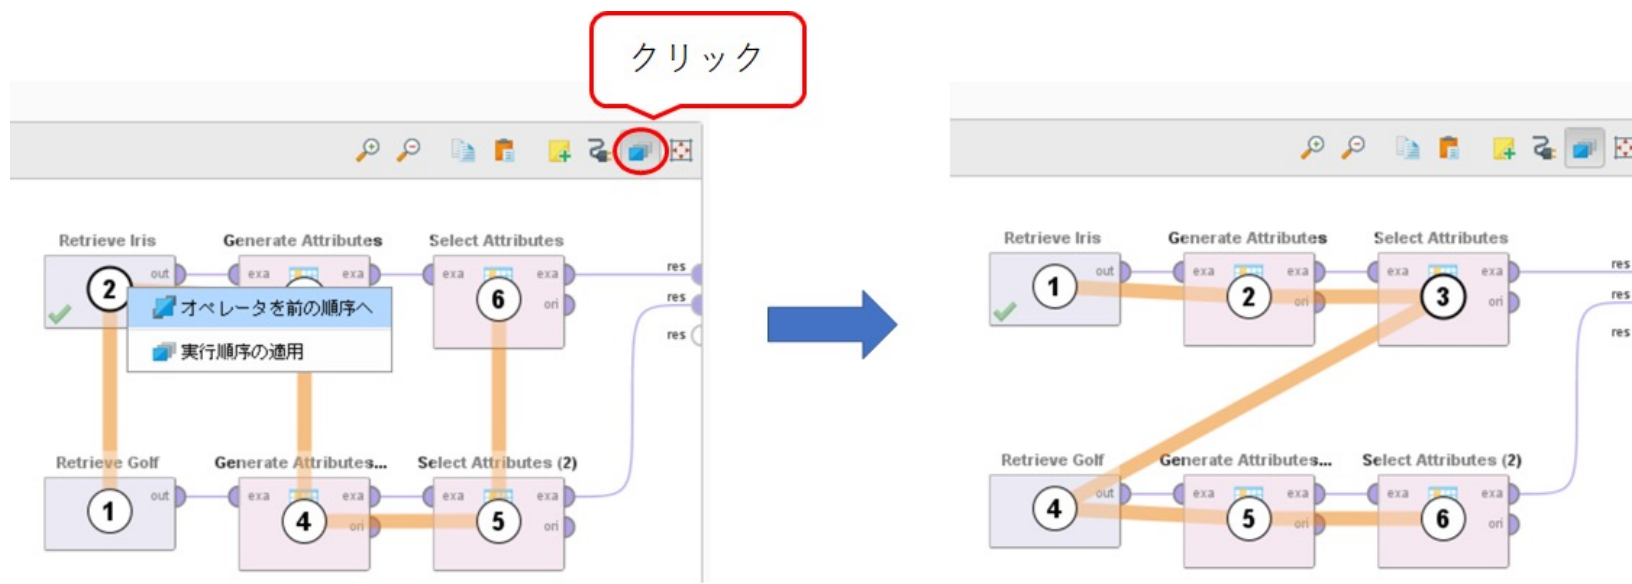 クリック
Retrieve Iris
Generate Attributes
Select Attributes
2
out
exa
exa
exa
6
exa
ori
res
res
res
オペレータを前の順序へ
実行順序の適用
Retrieve Golf
Generate Attributes...
Select Attributes (2)
1
out
exa
4
exa
ori
exa
5
exa
ori
Retrieve Iris
Generate Attributes
Select Attributes
1
out
exa
2
exa
ori
exa
3
exa
ori
res
res
res
Retrieve Golf
Generate Attributes...
Select Attributes (2)
4
out
exa
5
exa
ori
exa
6
exa
ori